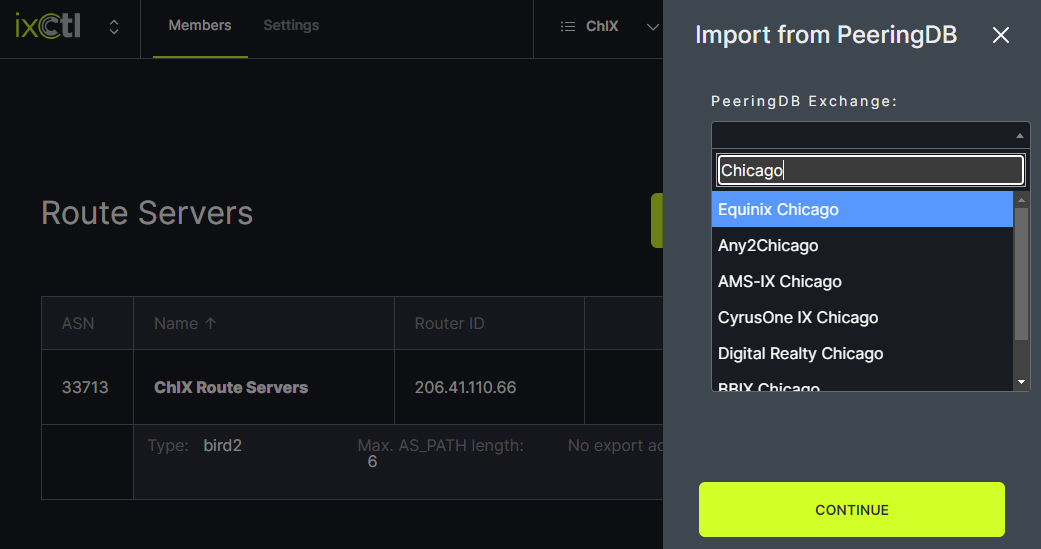 ixCtl
Members
Settings
ChIX
Import from PeeringDB
PeeringDB Exchange:
Chicago
Equinix Chicago
Any2Chicago
AMS-IX Chicago
CyrusOne IX Chicago
Digital Realty Chicago
BBIX Chicago
CONTINUE
Route Servers
ASN
Name ↑
Router ID
33713
ChIX Route Servers
206.41.110.66
Type: bird2
Max. AS_PATH length:
6
No export